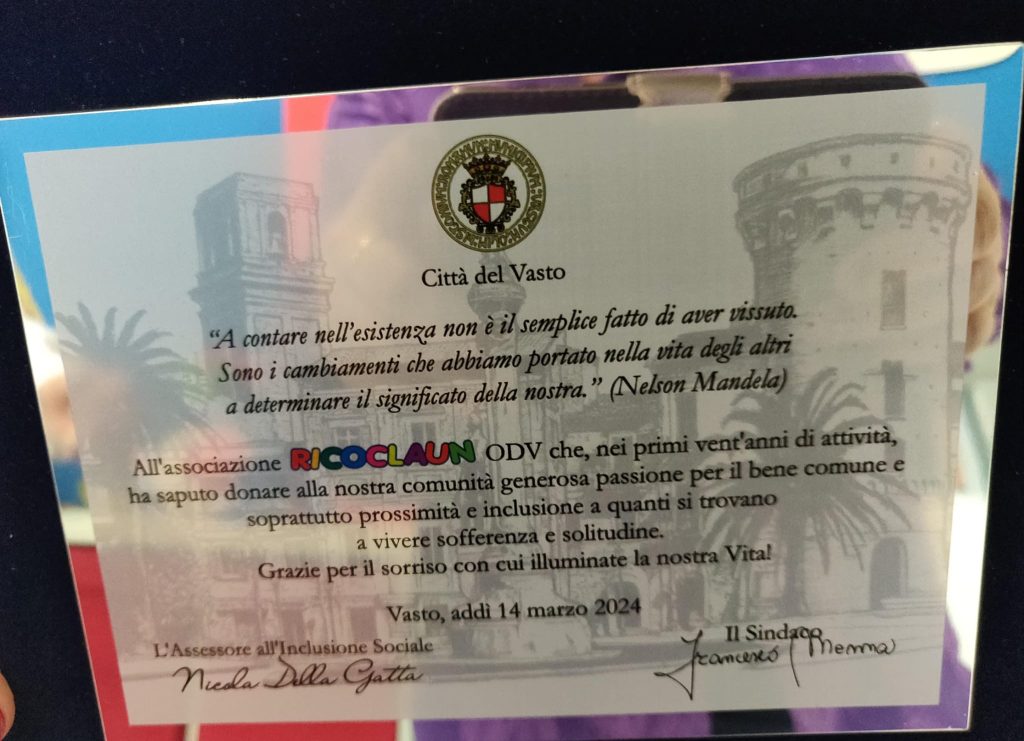 Città del Vasto
“A contare nell'esistenza non è il semplice fatto di aver vissuto.
Sono i cambiamenti che abbiamo portato nella vita degli altri
a determinare il significato della nostra.” (Nelson Mandela)
All'associazione RICOCLAUN ODV che, nei primi vent'anni di attività,
ha saputo donare alla nostra comunità generosa passione per il bene comune e
soprattutto prossimità e inclusione a quanti si trovano
a vivere sofferenza e solitudine.
Grazie per il sorriso con cui illuminate la nostra Vita!
Vasto, addì 14 marzo 2024
L'Assessore all'Inclusione Sociale
Nicola Della Gatta
Il Sindaco
Francesco Menna